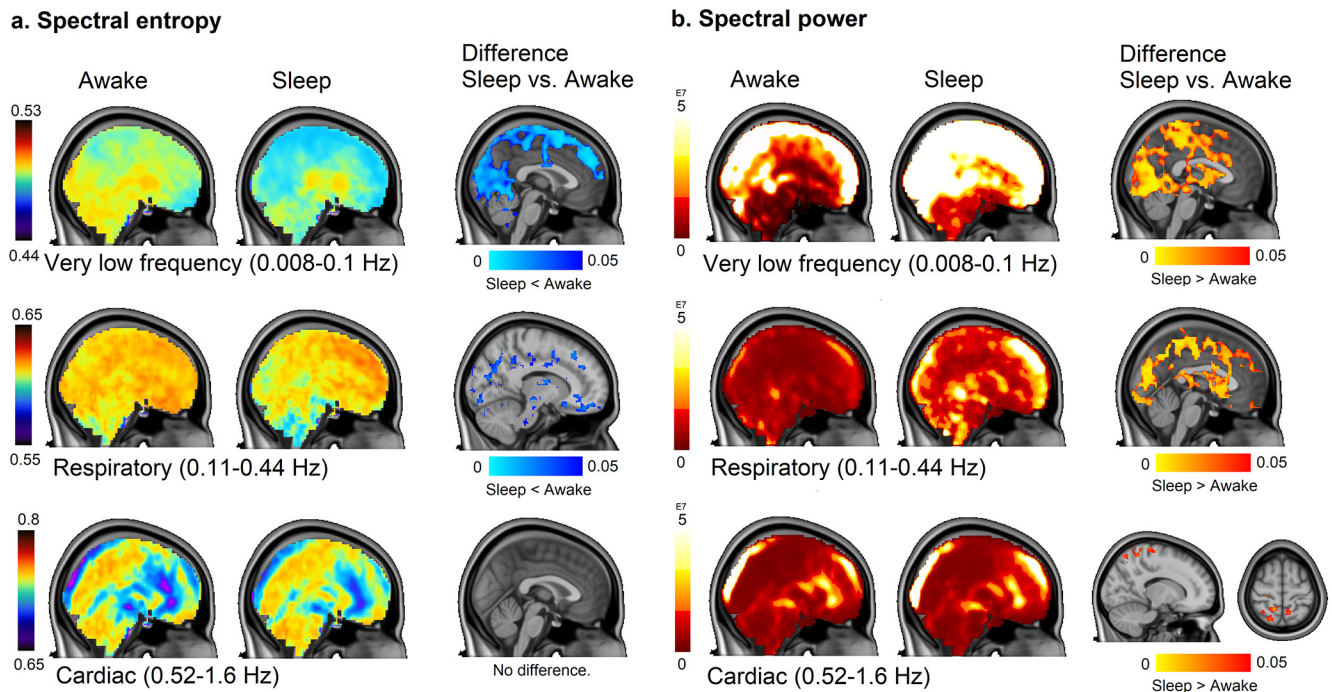 a. Spectral entropy
Awake
Sleep
Difference
Sleep vs. Awake
0.53
0.44
Very low frequency (0.008-0.1 Hz)
0
0.05
Sleep < Awake
0.65
0.55
Respiratory (0.11-0.44 Hz)
0
0.05
Sleep < Awake
0.8
0.65
Cardiac (0.52-1.6 Hz)
No difference.
b. Spectral power
Awake
Sleep
Difference
Sleep vs. Awake
E7
5
0
Very low frequency (0.008-0.1 Hz)
0
0.05
Sleep > Awake
E7
5
0
Respiratory (0.11-0.44 Hz)
0
0.05
Sleep > Awake
E7
5
0
Cardiac (0.52-1.6 Hz)
0
0.05
Sleep > Awake